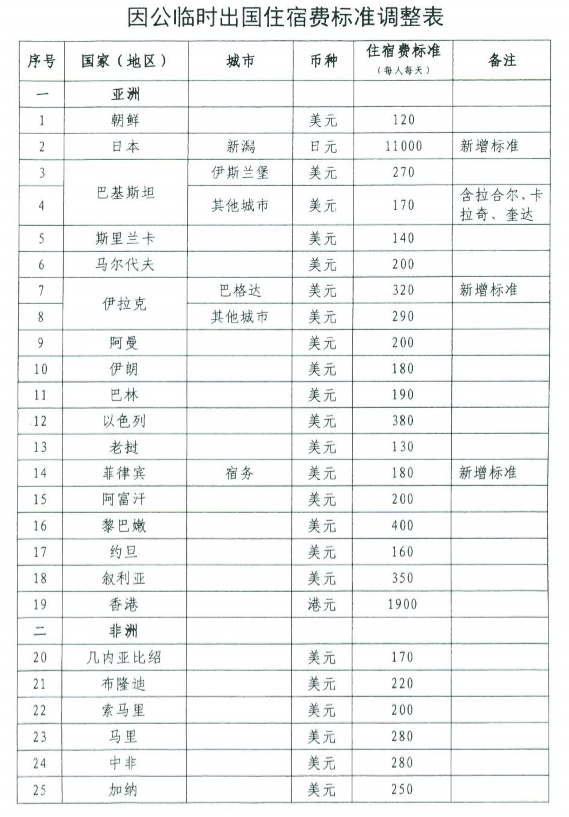 因公临时出国住宿费标准调整表
序号 国家（地区） 城市 币种 住宿费标准（每人每天） 备注
一 亚洲
1 朝鲜 美元 120
2 日本 新潟 日元 11000 新增标准
3 巴基斯坦 伊斯兰堡 美元 270
4 其他城市 美元 170 含拉合尔、卡拉奇、奎达
5 斯里兰卡 美元 140
6 马尔代夫 美元 200
7 伊拉克 巴格达 美元 320 新增标准
8 其他城市 美元 290
9 阿曼 美元 200
10 伊朗 美元 180
11 巴林 美元 190
12 以色列 美元 380
13 老挝 美元 130
14 菲律宾 宿务 美元 180 新增标准
15 阿富汗 美元 200
16 黎巴嫩 美元 400
17 约旦 美元 160
18 叙利亚 美元 350
19 香港 港元 1900
二 非洲
20 几内亚比绍 美元 170
21 布隆迪 美元 220
22 索马里 美元 200
23 马里 美元 280
24 中非 美元 280
25 加纳 美元 250